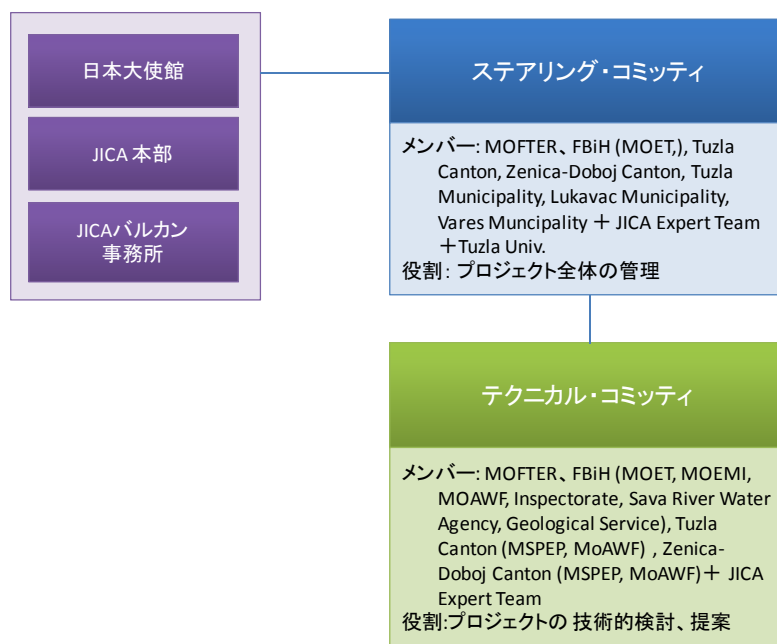 日本大使館
JICA 本部
JICAバルカン
事務所
ステアリング・コミッティ
メンバー: MOFTER、FBiH (MOET,), Tuzla
Canton, Zenica-Doboj Canton, Tuzla
Municipality, Lukavac Municipality,
Vares Muncipality ＋ JICA Expert Team
＋Tuzla Univ.
役割: プロジェクト全体の管理
テクニカル・コミッティ
メンバー: MOFTER、FBiH (MOET, MOEMI,
MOAWF, Inspectorate, Sava River Water
Agency, Geological Service), Tuzla
Canton (MSPEP, MoAWF) , Zenica-
Doboj Canton (MSPEP, MoAWF)＋ JICA
Expert Team
役割:プロジェクトの 技術的検討、提案